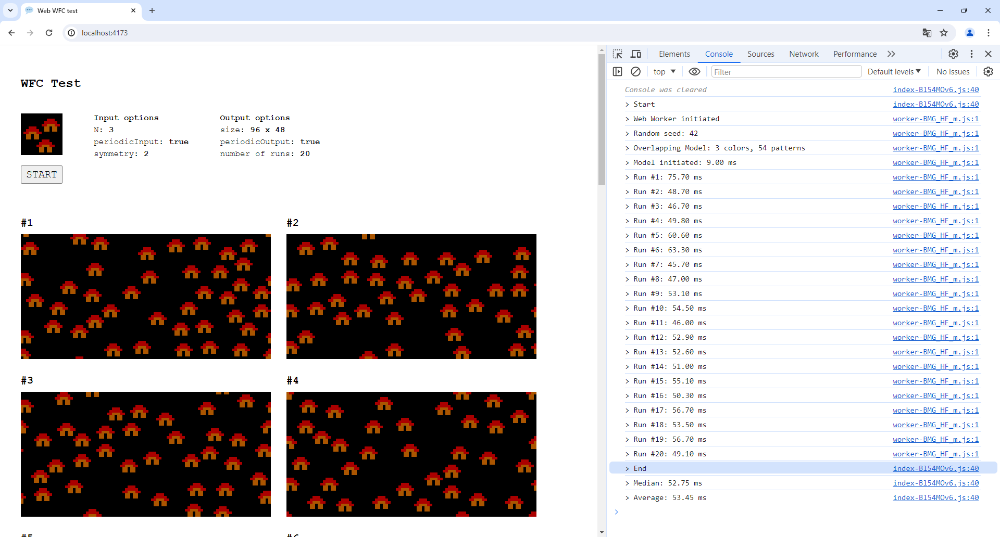 Web WFC test
localhost:4173
WFC Test
Input options
N: 3
periodicInput: true
symmetry: 2
Output options
size: 96 x 48
periodicOutput: true
number of runs: 20
START
#1
#2
#3
#4
#5
#6
Elements Console Sources Network Performance
top Filter Default levels No Issues
Console was cleared index-Bl54MOv6.js:40
> Start index-Bl54MOv6.js:40
> Web Worker initiated worker-BMG_HF_m.js:1
> Random seed: 42 worker-BMG_HF_m.js:1
> Overlapping Model: 3 colors, 54 patterns worker-BMG_HF_m.js:1
> Model initiated: 9.00 ms worker-BMG_HF_m.js:1
> Run #1: 75.70 ms worker-BMG_HF_m.js:1
> Run #2: 48.70 ms worker-BMG_HF_m.js:1
> Run #3: 46.70 ms worker-BMG_HF_m.js:1
> Run #4: 49.80 ms worker-BMG_HF_m.js:1
> Run #5: 60.60 ms worker-BMG_HF_m.js:1
> Run #6: 63.30 ms worker-BMG_HF_m.js:1
> Run #7: 45.70 ms worker-BMG_HF_m.js:1
> Run #8: 47.00 ms worker-BMG_HF_m.js:1
> Run #9: 53.10 ms worker-BMG_HF_m.js:1
> Run #10: 54.50 ms worker-BMG_HF_m.js:1
> Run #11: 46.00 ms worker-BMG_HF_m.js:1
> Run #12: 52.90 ms worker-BMG_HF_m.js:1
> Run #13: 52.60 ms worker-BMG_HF_m.js:1
> Run #14: 51.00 ms worker-BMG_HF_m.js:1
> Run #15: 55.10 ms worker-BMG_HF_m.js:1
> Run #16: 50.30 ms worker-BMG_HF_m.js:1
> Run #17: 56.70 ms worker-BMG_HF_m.js:1
> Run #18: 53.50 ms worker-BMG_HF_m.js:1
> Run #19: 56.70 ms worker-BMG_HF_m.js:1
> Run #20: 49.10 ms worker-BMG_HF_m.js:1
> End index-Bl54MOv6.js:40
> Median: 52.75 ms index-Bl54MOv6.js:40
> Average: 53.45 ms index-Bl54MOv6.js:40